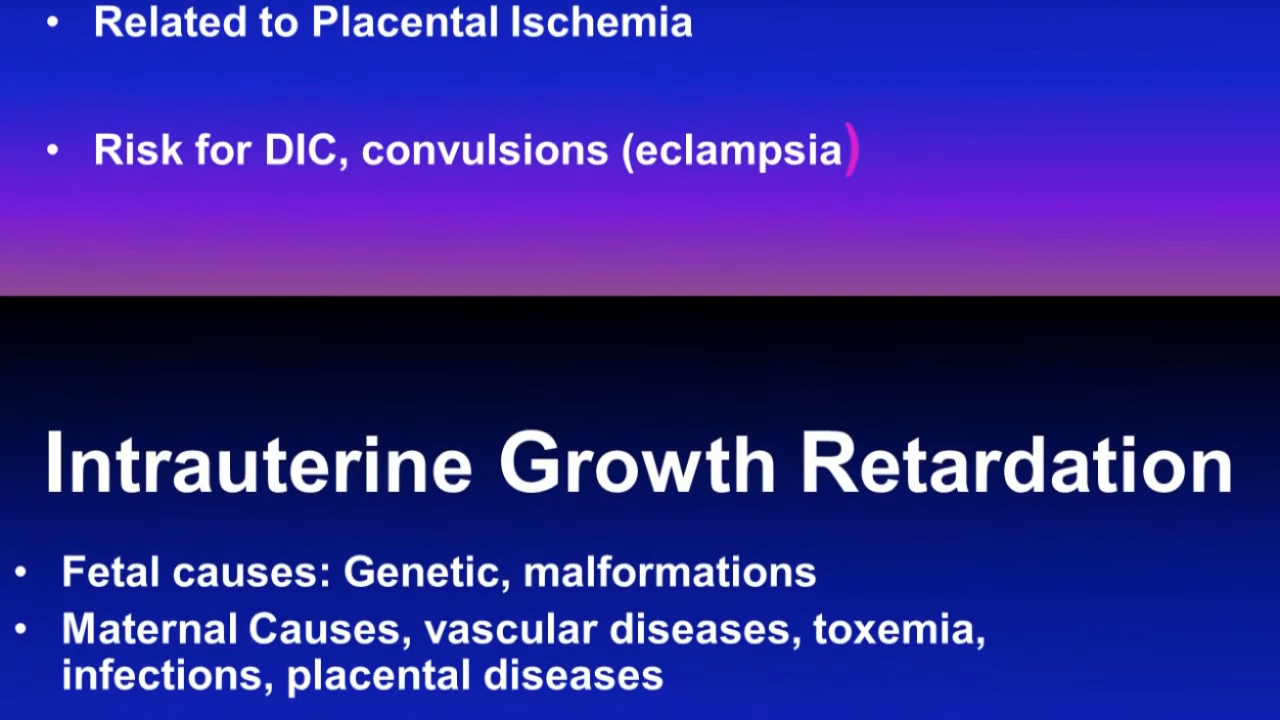 • Related to Placental Ischemia
• Risk for DIC, convulsions (eclampsia)
Intrauterine Growth Retardation
• Fetal causes: Genetic, malformations
• Maternal Causes, vascular diseases, toxemia,
infections, placental diseases